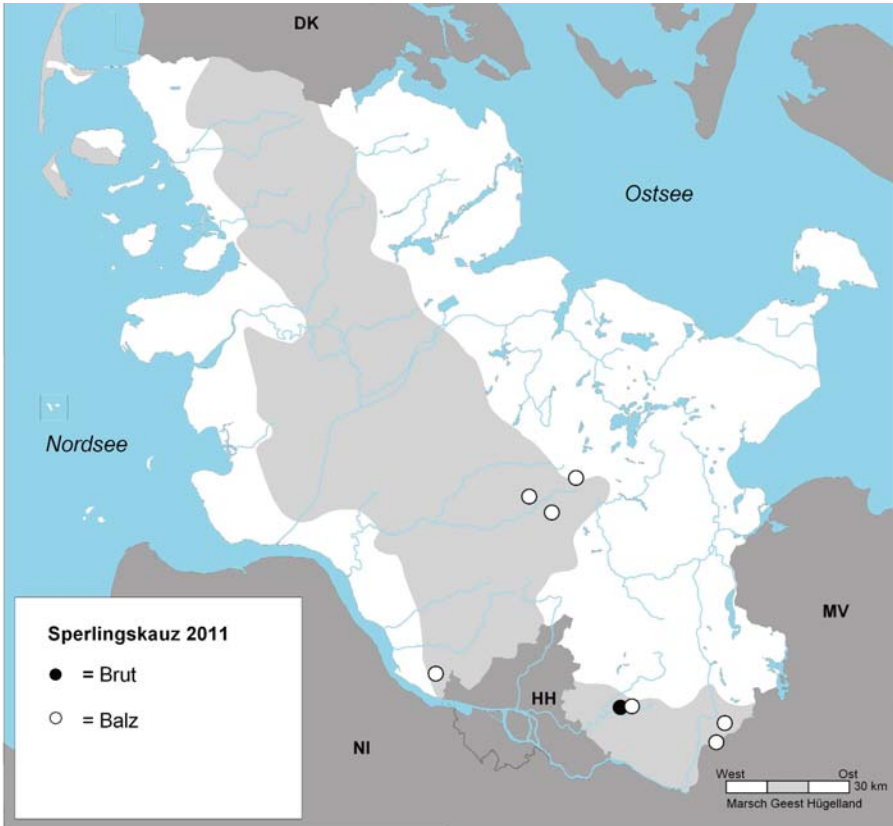 DK
Ostsee
Nordsee
MV
Sperlingskauz 2011
= Brut
= Balz
HH
NI
West Ost
30 km
Marsch Geest Hügelland